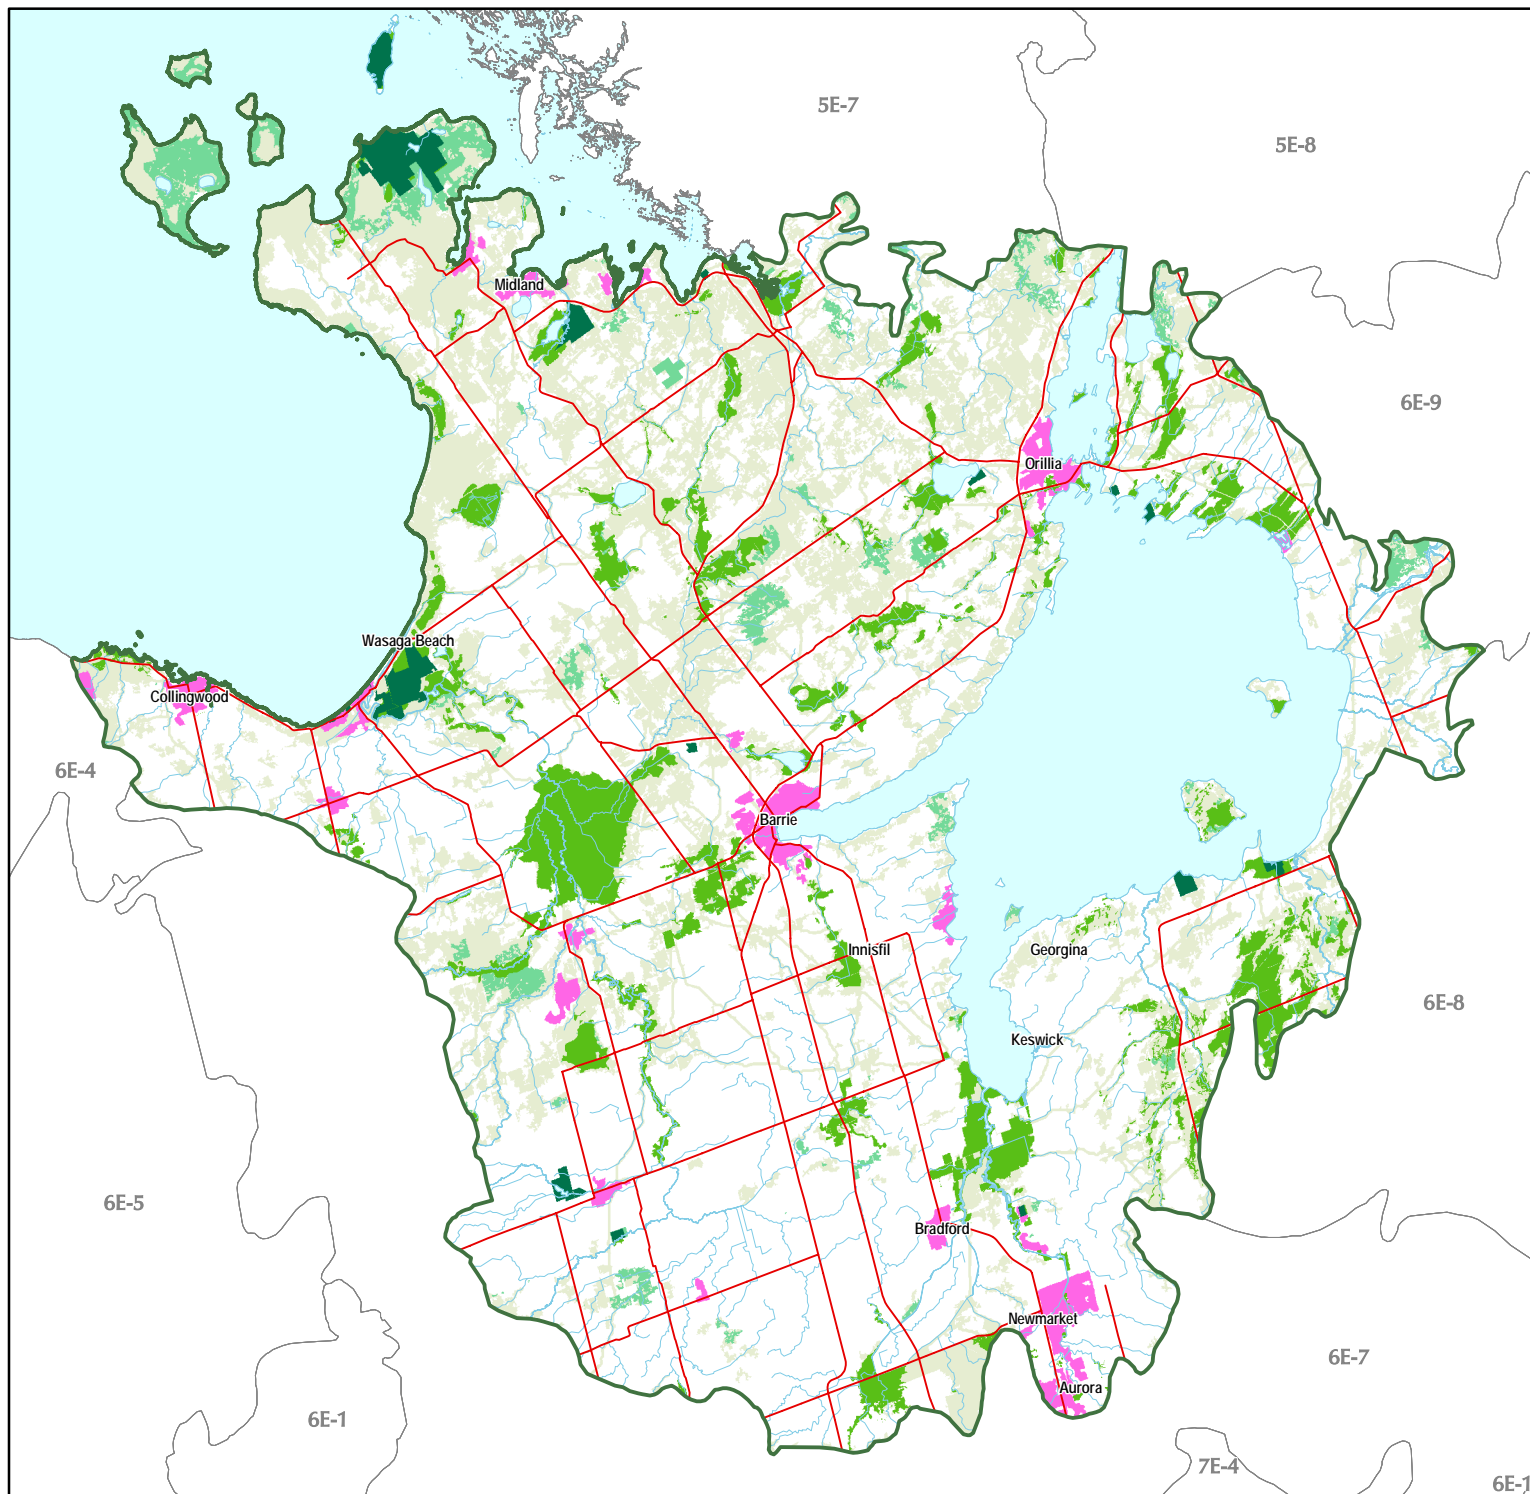 5E-7
5E-8
Midland
6E-9
Orillia
Wasaga Beach
Collingwood
6E-4
Barrie
Innisfil
Georgina
6E-8
Keswick
6E-5
Bradford
Newmarket
6E-7
Aurora
6E-1
7E-4
6E-1